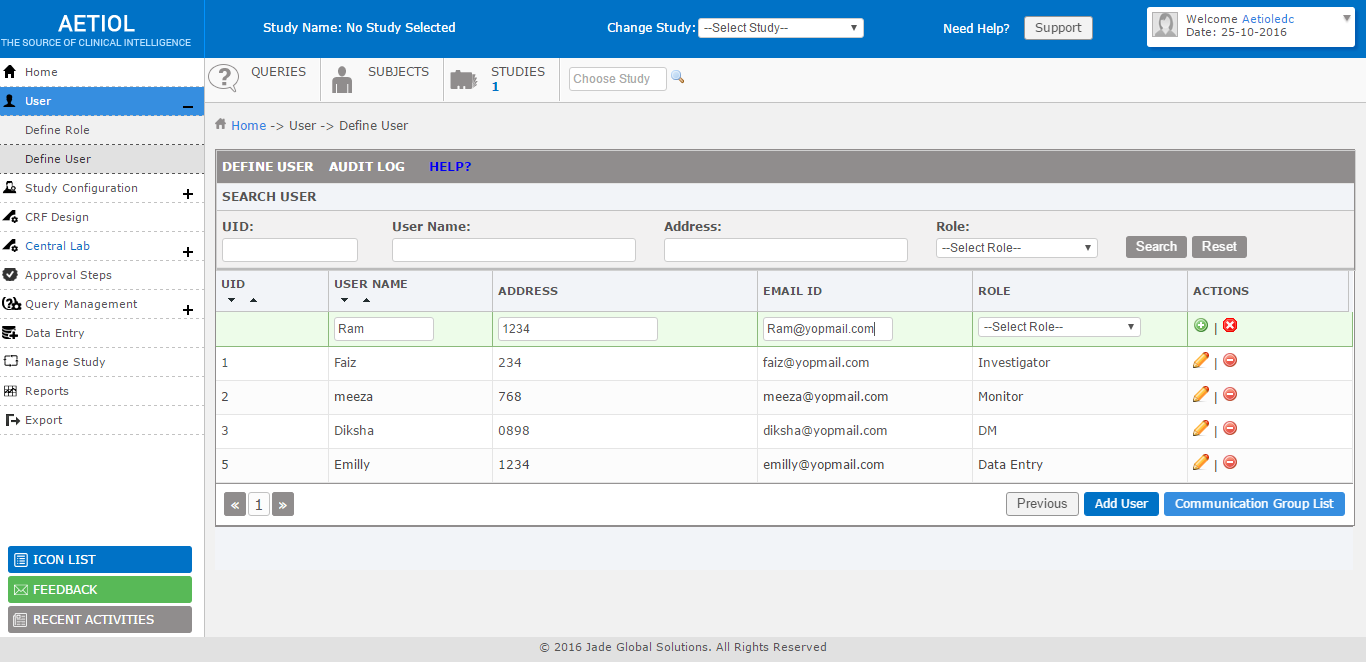 AETIOL
THE SOURCE OF CLINICAL INTELLIGENCE
Study Name: No Study Selected
Change Study: --Select Study--
Need Help? Support
Welcome Aetioledc
Date: 25-10-2016
Home
User
Define Role
Define User
Study Configuration
CRF Design
Central Lab
Approval Steps
Query Management
Data Entry
Manage Study
Reports
Export
ICON LIST
FEEDBACK
RECENT ACTIVITIES
QUERIES
SUBJECTS
STUDIES
1
Choose Study
Home -> User -> Define User
DEFINE USER AUDIT LOG HELP?
SEARCH USER
UID: User Name: Address: Role:
--Select Role-- Search Reset
UID USER NAME ADDRESS EMAIL ID ROLE ACTIONS
Ram 1234 Ram@yopmail.com --Select Role-- |
1 Faiz 234 faiz@yopmail.com Investigator |
2 meeza 768 meeza@yopmail.com Monitor |
3 Diksha 0898 diksha@yopmail.com DM |
5 Emilly 1234 emilly@yopmail.com Data Entry |
« 1 » Previous Add User Communication Group List
© 2016 Jade Global Solutions. All Rights Reserved